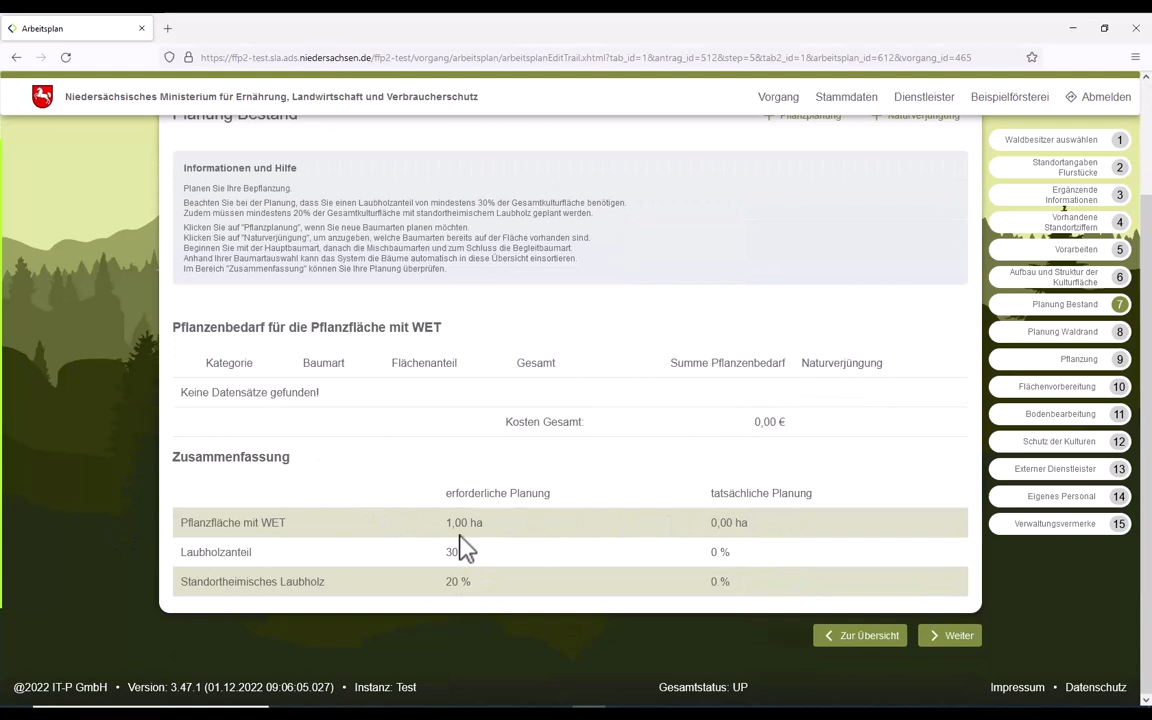 Arbeitsplan
https://ffp2-test.sla.ads.niedersachsen.de/ffp2-test/vorgang/arbeitsplan/arbeitsplanEditTrail.xhtml?tab_id=1&antrag_id=512&step=5&tab2_id=1&arbeitsplan_id=612&vorgang_id=465
Niedersächsisches Ministerium für Ernährung, Landwirtschaft und Verbraucherschutz
Vorgang Stammdaten Dienstleister Beispielförsterei Abmelden
Planung Bestand
+ Pflanzplanung + Naturverjüngung
Informationen und Hilfe
Planen Sie Ihre Bepflanzung.
Beachten Sie bei der Planung, dass Sie einen Laubholzanteil von mindestens 30% der Gesamtkulturfläche benötigen.
Zudem müssen mindestens 20% der Gesamtkulturfläche mit standortheimischem Laubholz geplant werden.
Klicken Sie auf "Pflanzplanung", wenn Sie neue Baumarten planen möchten.
Klicken Sie auf "Naturverjüngung", um anzugeben, welche Baumarten bereits auf der Fläche vorhanden sind.
Beginnen Sie mit der Hauptbaumart, danach die Mischbaumarten und zum Schluss die Begleitbaumart.
Anhand Ihrer Baumartauswahl kann das System die Bäume automatisch in diese Übersicht einsortieren.
Im Bereich "Zusammenfassung" können Sie Ihre Planung überprüfen.
Pflanzenbedarf für die Pflanzfläche mit WET
Kategorie Baumart Flächenanteil Gesamt Summe Pflanzenbedarf Naturverjüngung
Keine Datensätze gefunden!
Kosten Gesamt: 0,00 €
Zusammenfassung
erforderliche Planung tatsächliche Planung
Pflanzfläche mit WET 1,00 ha 0,00 ha
Laubholzanteil 30 0 %
Standortheimisches Laubholz 20 % 0 %
Zur Übersicht Weiter
Waldbesitzer auswählen 1
Standortangaben
Flurstücke 2
Ergänzende
Informationen 3
Vorhandene
Standortziffern 4
Vorarbeiten 5
Aufbau und Struktur der
Kulturfläche 6
Planung Bestand 7
Planung Waldrand 8
Pflanzung 9
Flächenvorbereitung 10
Bodenbearbeitung 11
Schutz der Kulturen 12
Externer Dienstleister 13
Eigenes Personal 14
Verwaltungsvermerke 15
@2022 IT-P GmbH • Version: 3.47.1 (01.12.2022 09:06:05.027) • Instanz: Test
Gesamtstatus: UP
Impressum • Datenschutz